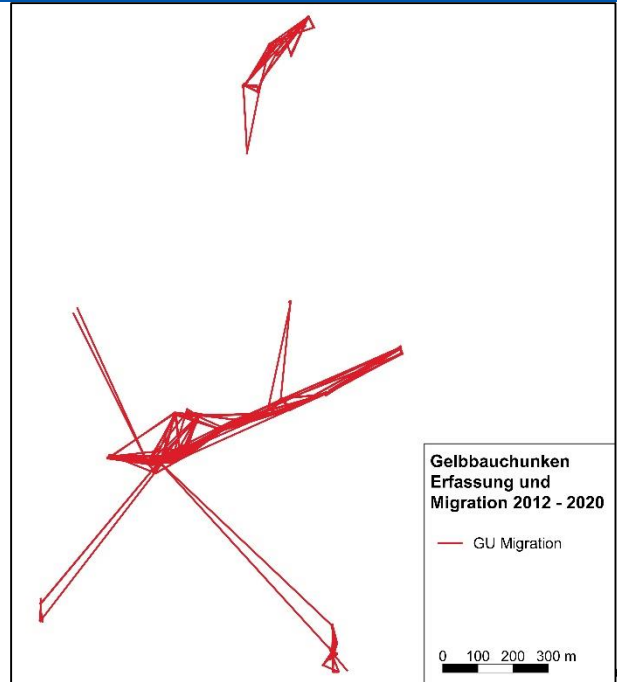 Gelbbauchunken
Erfassung und
Migration 2012 - 2020
GU Migration
0 100 200 300 m